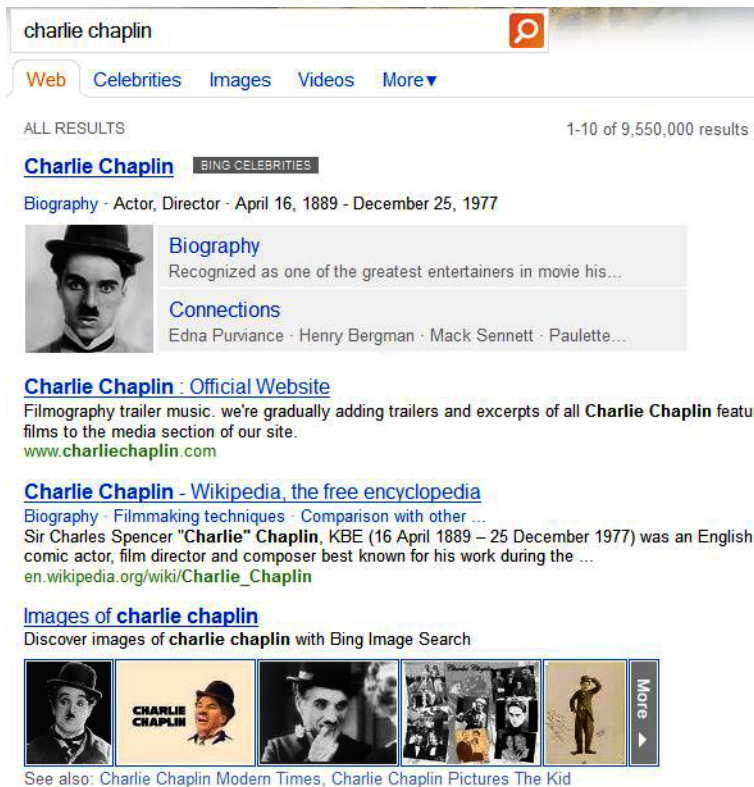 charlie chaplin
Web Celebrities Images Videos More▼
ALL RESULTS 1-10 of 9,550,000 results
Charlie Chaplin BING CELEBRITIES
Biography · Actor, Director · April 16, 1889 - December 25, 1977
Biography
Recognized as one of the greatest entertainers in movie his...
Connections
Edna Purviance · Henry Bergman · Mack Sennett · Paulette...
Charlie Chaplin : Official Website
Filmography trailer music. we're gradually adding trailers and excerpts of all Charlie Chaplin featu
films to the media section of our site.
www.charliechaplin.com
Charlie Chaplin - Wikipedia, the free encyclopedia
Biography · Filmmaking techniques · Comparison with other ...
Sir Charles Spencer "Charlie" Chaplin, KBE (16 April 1889 – 25 December 1977) was an English
comic actor, film director and composer best known for his work during the ...
en.wikipedia.org/wiki/Charlie_Chaplin
Images of charlie chaplin
Discover images of charlie chaplin with Bing Image Search
CHARLIE
CHAPLIN
Charlie Chaplin
More
See also: Charlie Chaplin Modern Times, Charlie Chaplin Pictures The Kid